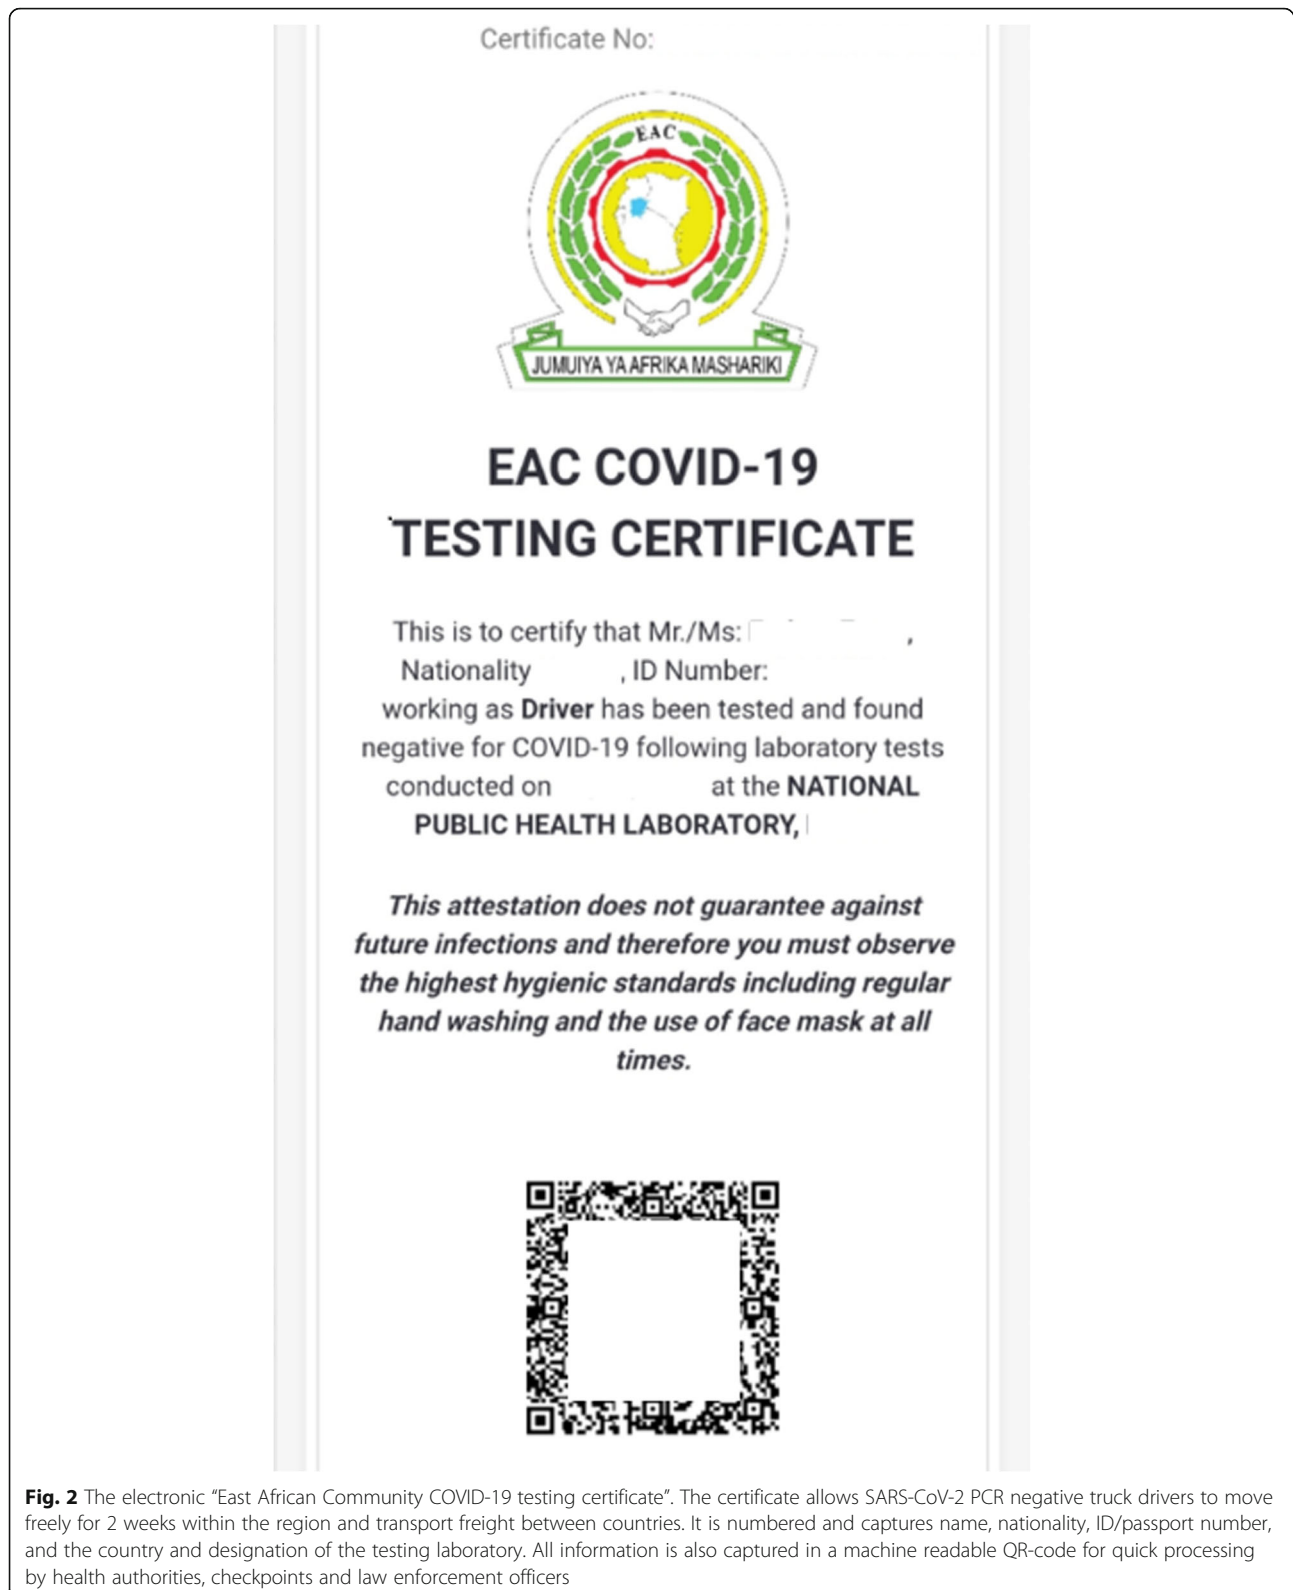 Certificate No:
EAC
JUMUIYA YA AFRIKA MASHARIKI
EAC COVID-19
TESTING CERTIFICATE
This is to certify that Mr./Ms: ,
Nationality , ID Number:
working as Driver has been tested and found
negative for COVID-19 following laboratory tests
conducted on at the NATIONAL
PUBLIC HEALTH LABORATORY,
This attestation does not guarantee against
future infections and therefore you must observe
the highest hygienic standards including regular
hand washing and the use of face mask at all
times.
Fig. 2 The electronic “East African Community COVID-19 testing certificate”. The certificate allows SARS-CoV-2 PCR negative truck drivers to move
freely for 2 weeks within the region and transport freight between countries. It is numbered and captures name, nationality, ID/passport number,
and the country and designation of the testing laboratory. All information is also captured in a machine readable QR-code for quick processing
by health authorities, checkpoints and law enforcement officers